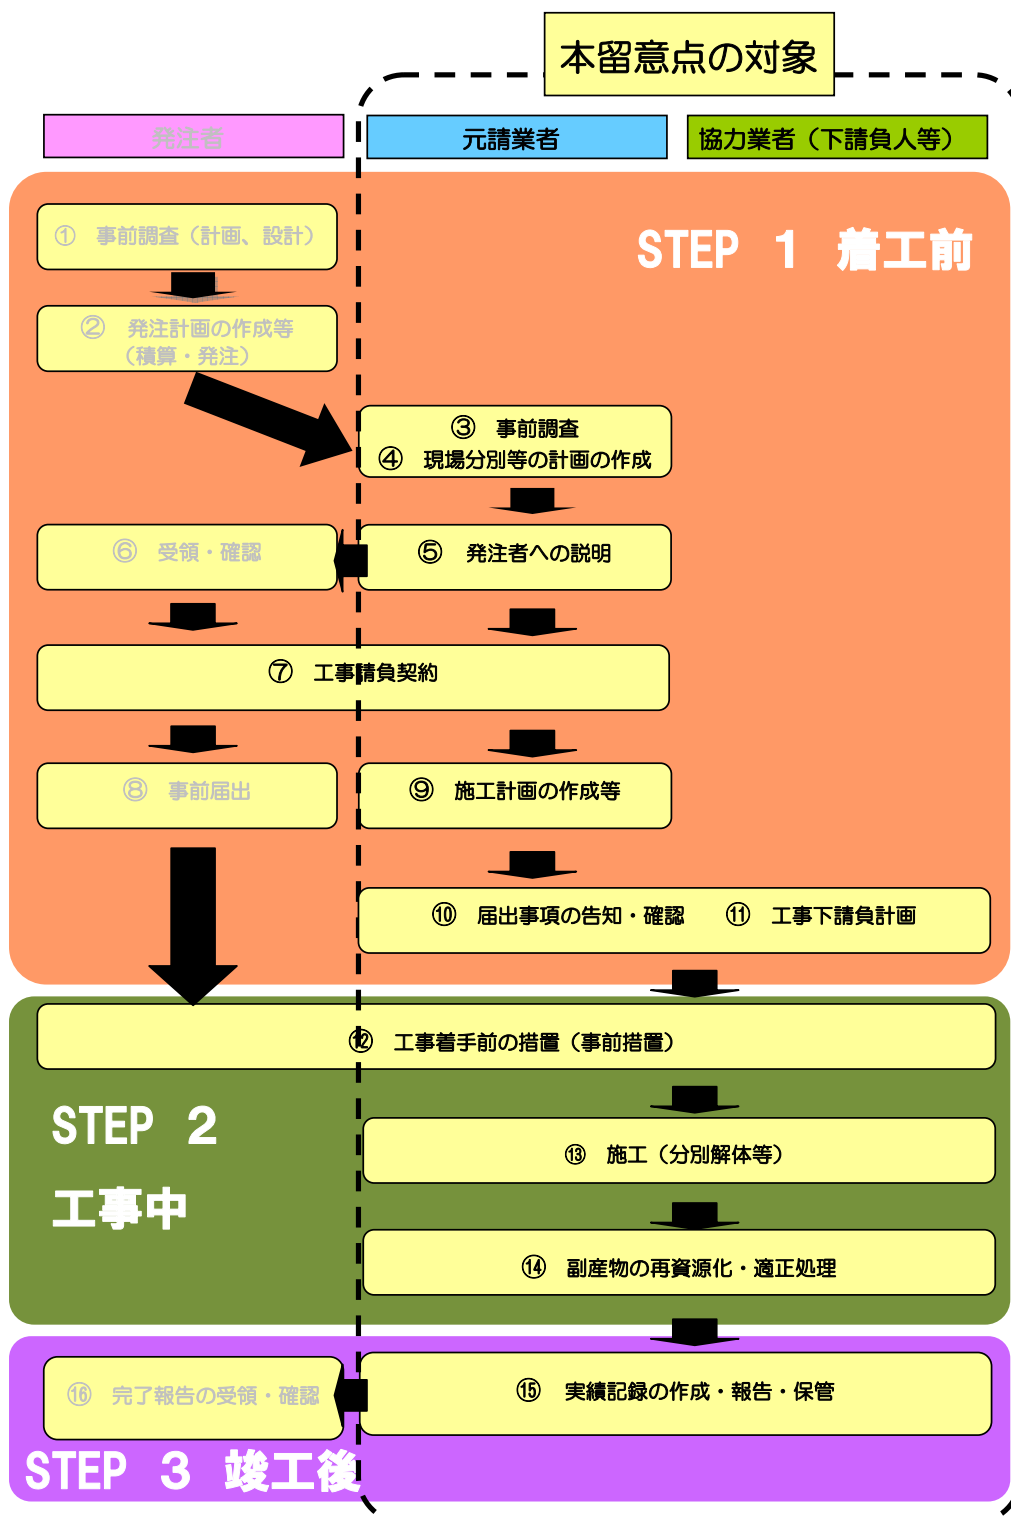 本留意点の対象
発注者
元請業者
協力業者（下請負人等）
STEP 1 着工前
① 事前調査（計画、設計）
② 発注計画の作成等
（積算・発注）
③ 事前調査
④ 現場分別等の計画の作成
⑥ 受領・確認
⑤ 発注者への説明
⑦ 工事請負契約
⑧ 事前届出
⑨ 施工計画の作成等
⑩ 届出事項の告知・確認 ⑪ 工事下請負計画
⑫ 工事着手前の措置（事前措置）
STEP 2
工事中
⑬ 施工（分別解体等）
⑭ 副産物の再資源化・適正処理
⑯ 完了報告の受領・確認
⑮ 実績記録の作成・報告・保管
STEP 3 竣工後